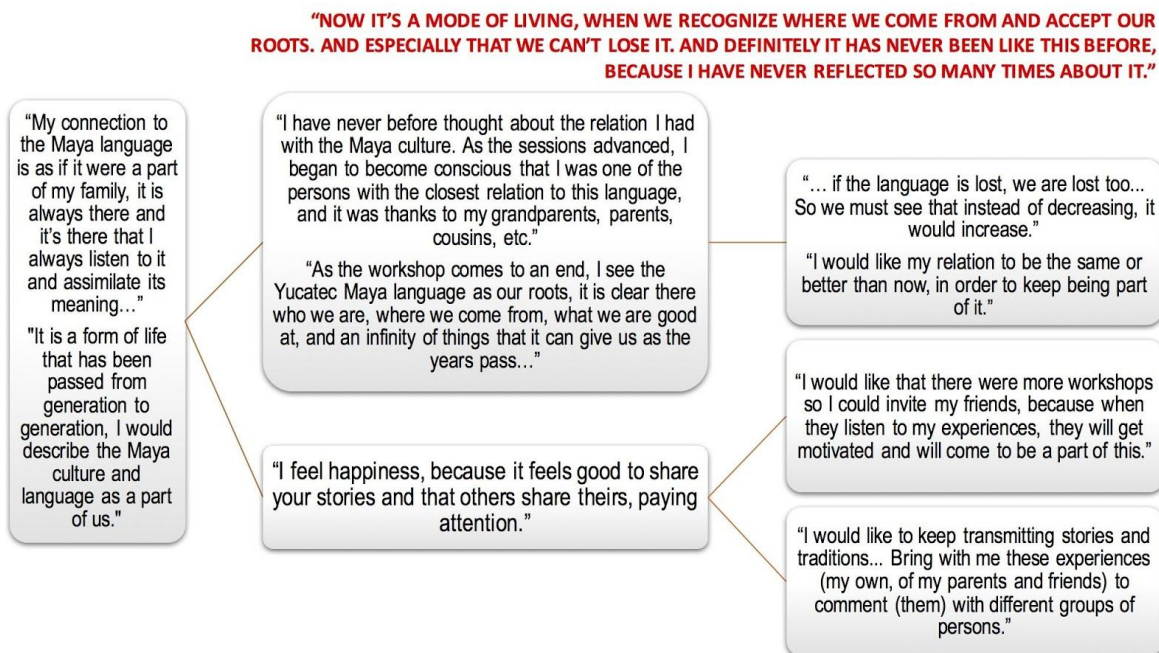 “NOW IT’S A MODE OF LIVING, WHEN WE RECOGNIZE WHERE WE COME FROM AND ACCEPT OUR
ROOTS. AND ESPECIALLY THAT WE CAN’T LOSE IT. AND DEFINITELY IT HAS NEVER BEEN LIKE THIS BEFORE,
BECAUSE I HAVE NEVER REFLECTED SO MANY TIMES ABOUT IT.”
“My connection to
the Maya language
is as if it were a part
of my family, it is
always there and
it’s there that I
always listen to it
and assimilate its
meaning…”
"It is a form of life
that has been
passed from
generation to
generation, I would
describe the Maya
culture and
language as a part
of us."
“I have never before thought about the relation I had
with the Maya culture. As the sessions advanced, I
began to become conscious that I was one of the
persons with the closest relation to this language,
and it was thanks to my grandparents, parents,
cousins, etc.”
“As the workshop comes to an end, I see the
Yucatec Maya language as our roots, it is clear there
who we are, where we come from, what we are good
at, and an infinity of things that it can give us as the
years pass…”
“I feel happiness, because it feels good to share
your stories and that others share theirs, paying
attention.”
“… if the language is lost, we are lost too...
So we must see that instead of decreasing, it
would increase.”
“I would like my relation to be the same or
better than now, in order to keep being part
of it.”
“I would like that there were more workshops
so I could invite my friends, because when
they listen to my experiences, they will get
motivated and will come to be a part of this.”
“I would like to keep transmitting stories and
traditions... Bring with me these experiences
(my own, of my parents and friends) to
comment (them) with different groups of
persons.”